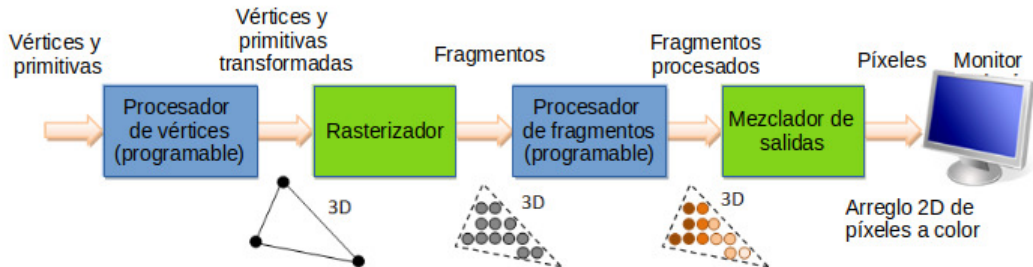 Vértices y
primitivas
Vértices y
primitivas
transformadas
Fragmentos
Fragmentos
procesados
Píxeles
Monitor
Procesador
de vértices
(programable)
Rasterizador
Procesador
de fragmentos
(programable)
Mezclador de
salidas
3D
3D
3D
Arreglo 2D de
píxeles a color